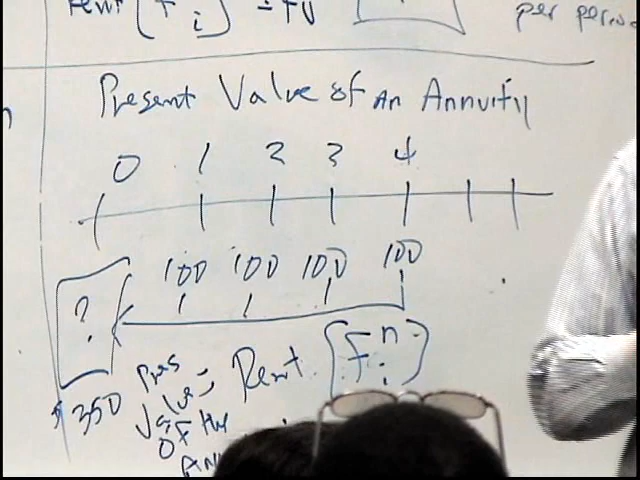 Rent ( F i ) = FV per period
Present Value of An Annuity
0 1 2 3 4
100 100 100 100
?
$350
Pres Value of the = Rent (F n i)